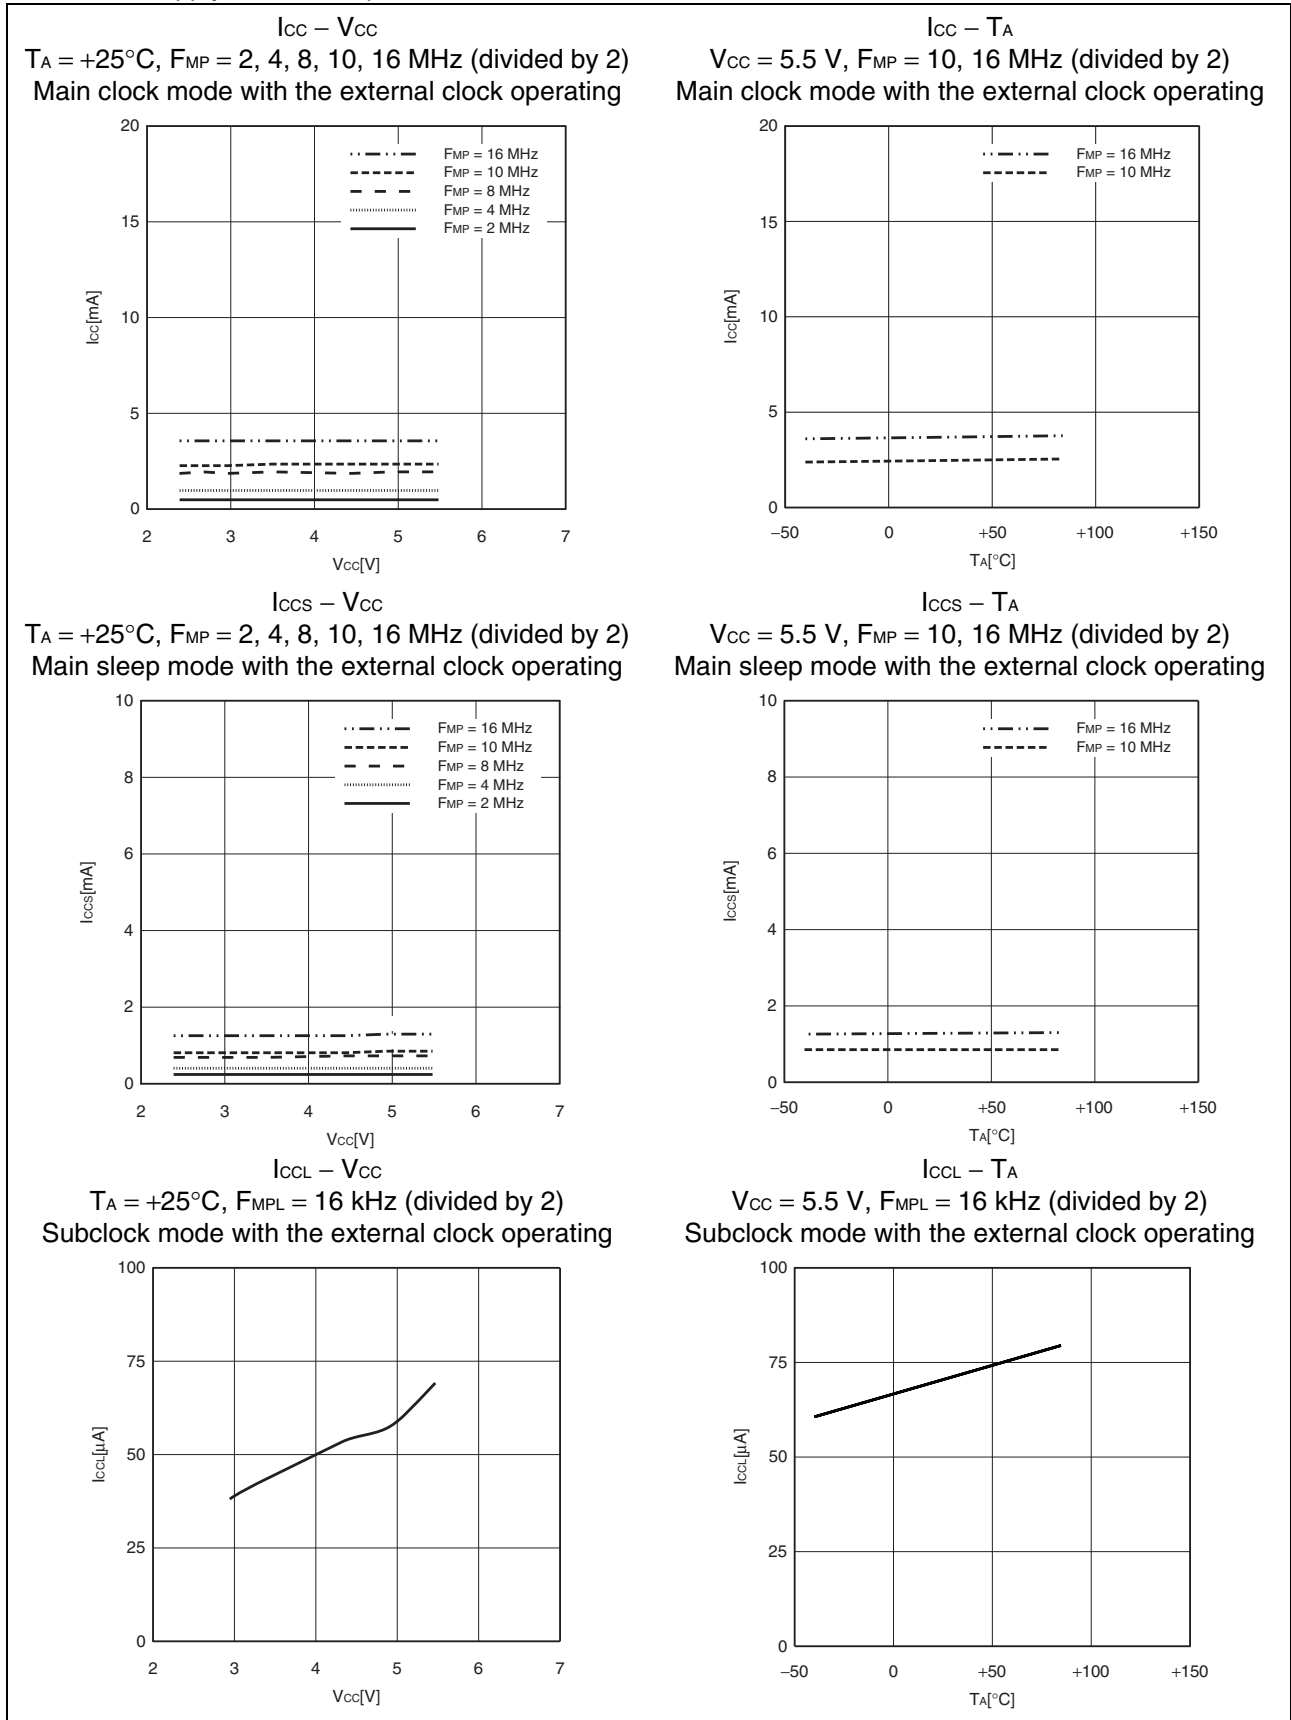 ICC – VCC
TA = +25°C, FMP = 2, 4, 8, 10, 16 MHz (divided by 2)
Main clock mode with the external clock operating
20
15
10
5
0
ICC[mA]
FMP = 16 MHz
FMP = 10 MHz
FMP = 8 MHz
FMP = 4 MHz
FMP = 2 MHz
2 3 4 5 6 7
VCC[V]
ICC – TA
VCC = 5.5 V, FMP = 10, 16 MHz (divided by 2)
Main clock mode with the external clock operating
20
15
10
5
0
ICC[mA]
FMP = 16 MHz
FMP = 10 MHz
−50 0 +50 +100 +150
TA[°C]
ICCS – VCC
TA = +25°C, FMP = 2, 4, 8, 10, 16 MHz (divided by 2)
Main sleep mode with the external clock operating
10
8
6
4
2
0
ICCS[mA]
FMP = 16 MHz
FMP = 10 MHz
FMP = 8 MHz
FMP = 4 MHz
FMP = 2 MHz
2 3 4 5 6 7
VCC[V]
ICCS – TA
VCC = 5.5 V, FMP = 10, 16 MHz (divided by 2)
Main sleep mode with the external clock operating
10
8
6
4
2
0
ICCS[mA]
FMP = 16 MHz
FMP = 10 MHz
−50 0 +50 +100 +150
TA[°C]
ICCL – VCC
TA = +25°C, FMPL = 16 kHz (divided by 2)
Subclock mode with the external clock operating
100
75
50
25
0
ICCL[µA]
2 3 4 5 6 7
VCC[V]
ICCL – TA
VCC = 5.5 V, FMPL = 16 kHz (divided by 2)
Subclock mode with the external clock operating
100
75
50
25
0
ICCL[µA]
−50 0 +50 +100 +150
TA[°C]